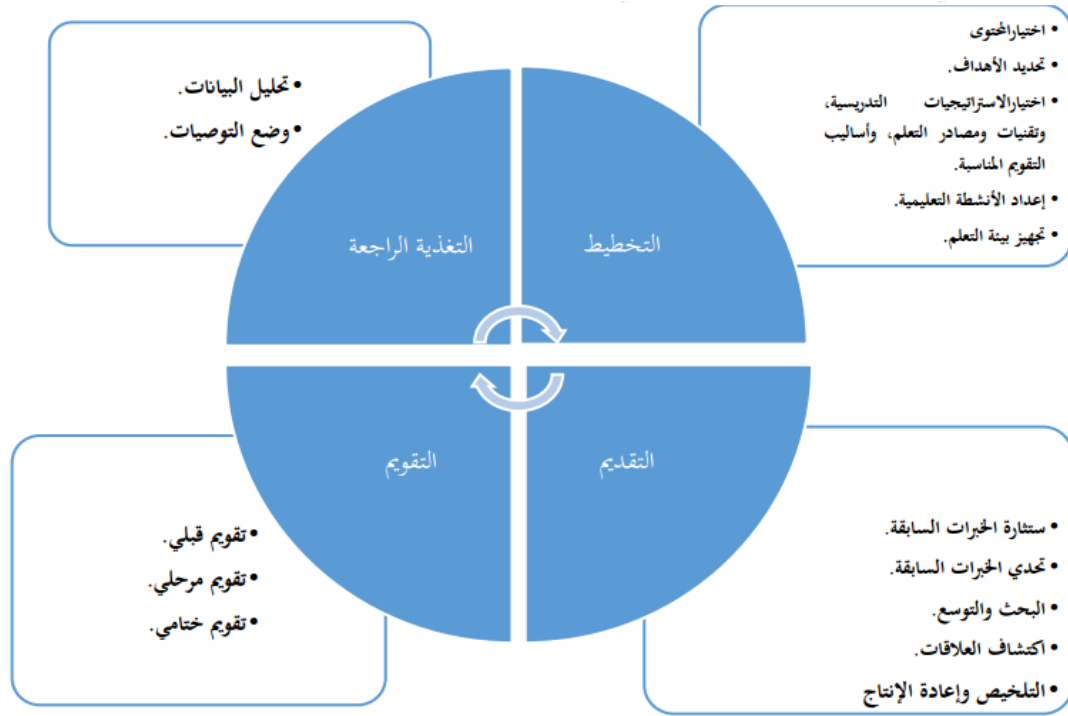 • اختيارالمحتوى
• تحديد الأهداف.
• اختيارالاستراتيجيات التدريسية،
وتقنيات ومصادر التعلم، وأساليب
التقويم المناسبة.
• إعداد الأنشطة التعليمية.
• تجهيز بيئة التعلم.
• تحليل البيانات.
• وضع التوصيات.
التخطيط
التغذية الراجعة
التقديم
التقويم
• ستثارة الخبرات السابقة.
• تحدي الخبرات السابقة.
• البحث والتوسع.
• اكتشاف العلاقات.
• التلخيص وإعادة الإنتاج
• تقويم قبلي.
• تقويم مرحلي.
• تقويم ختامي.